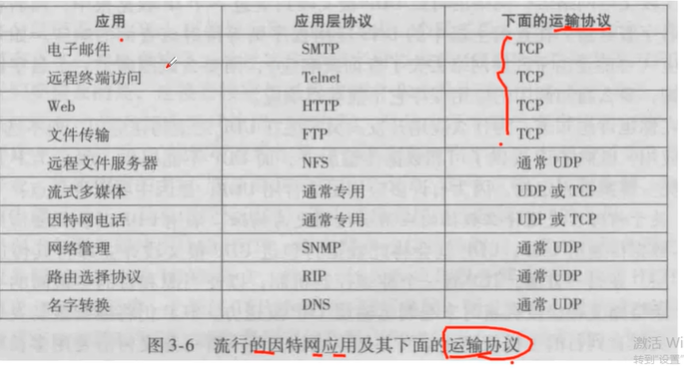 应用 应用层协议 下面的运输协议
电子邮件 SMTP TCP
远程终端访问 Telnet TCP
Web HTTP TCP
文件传输 FTP TCP
远程文件服务器 NFS 通常 UDP
流式多媒体 通常专用 UDP 或 TCP
因特网电话 通常专用 UDP 或 TCP
网络管理 SNMP 通常 UDP
路由选择协议 RIP 通常 UDP
名字转换 DNS 通常 UDP
图 3-6 流行的因特网应用及其下面的运输协议
激活 Wi
转到"设置"